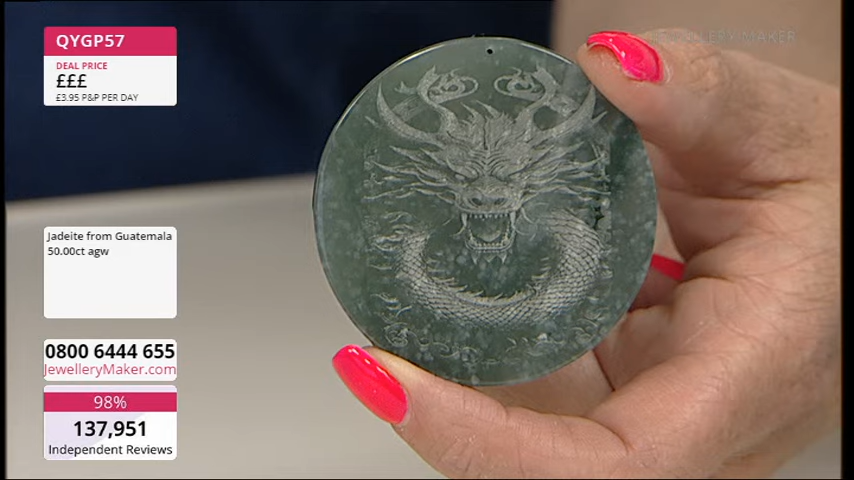 QYGP57
DEAL PRICE
£££
£3.95 P&P PER DAY
JEWELLERY MAKER
Jadeite from Guatemala
50.00ct agw
0800 6444 655
JewelleryMaker.com
98%
137,951
Independent Reviews